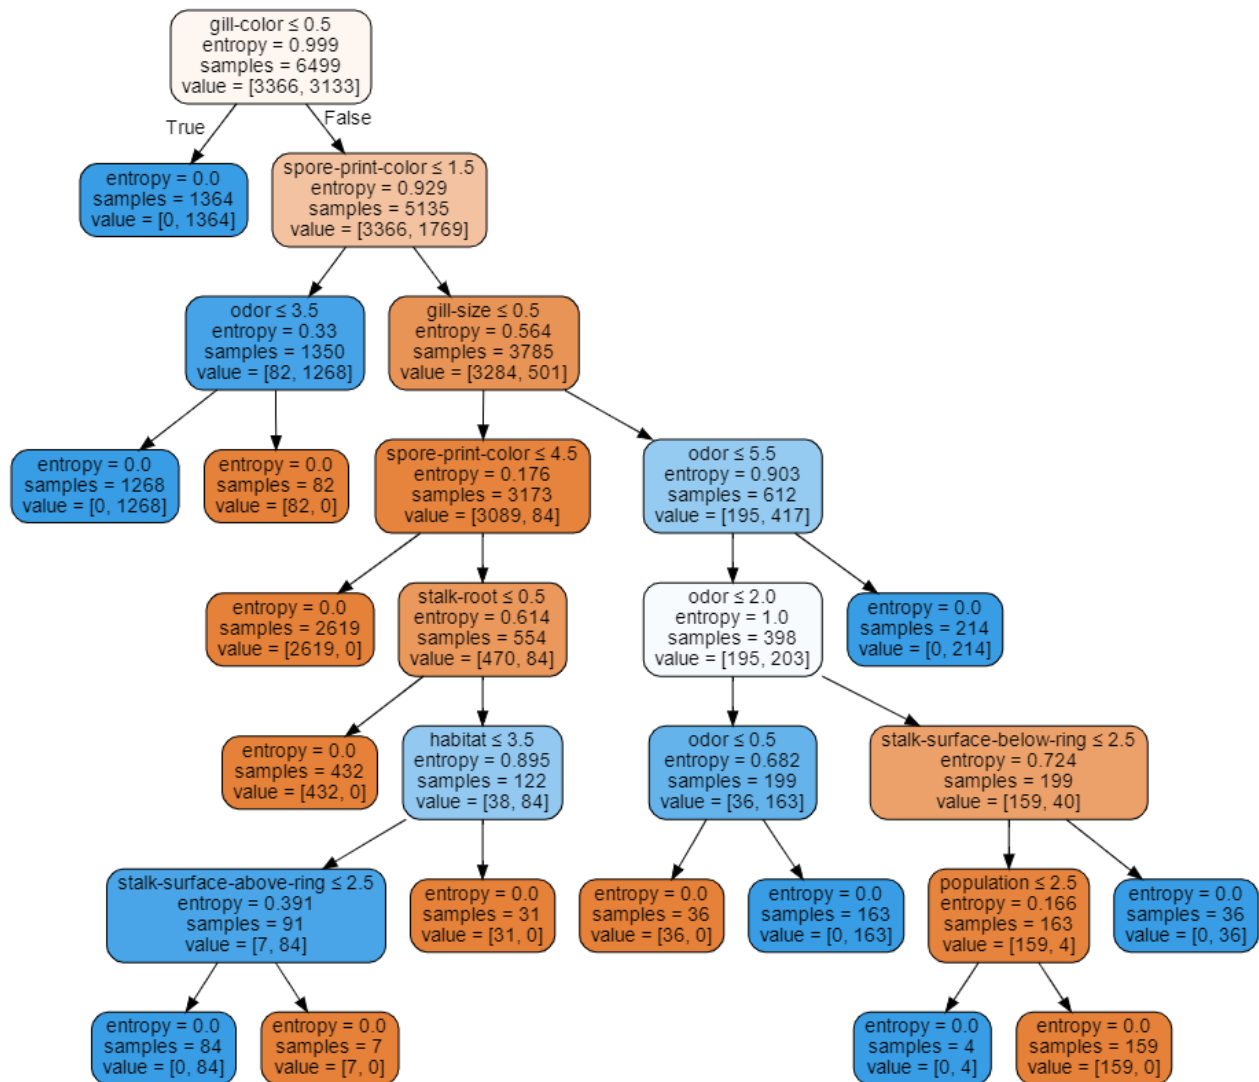 gill-color ≤ 0.5
entropy = 0.999
samples = 6499
value = [3366, 3133]
True
False
entropy = 0.0
samples = 1364
value = [0, 1364]
spore-print-color ≤ 1.5
entropy = 0.929
samples = 5135
value = [3366, 1769]
odor ≤ 3.5
entropy = 0.33
samples = 1350
value = [82, 1268]
gill-size ≤ 0.5
entropy = 0.564
samples = 3785
value = [3284, 501]
entropy = 0.0
samples = 1268
value = [0, 1268]
entropy = 0.0
samples = 82
value = [82, 0]
spore-print-color ≤ 4.5
entropy = 0.176
samples = 3173
value = [3089, 84]
odor ≤ 5.5
entropy = 0.903
samples = 612
value = [195, 417]
entropy = 0.0
samples = 2619
value = [2619, 0]
stalk-root ≤ 0.5
entropy = 0.614
samples = 554
value = [470, 84]
odor ≤ 2.0
entropy = 1.0
samples = 398
value = [195, 203]
entropy = 0.0
samples = 214
value = [0, 214]
entropy = 0.0
samples = 432
value = [432, 0]
habitat ≤ 3.5
entropy = 0.895
samples = 122
value = [38, 84]
odor ≤ 0.5
entropy = 0.682
samples = 199
value = [36, 163]
stalk-surface-below-ring ≤ 2.5
entropy = 0.724
samples = 199
value = [159, 40]
stalk-surface-above-ring ≤ 2.5
entropy = 0.391
samples = 91
value = [7, 84]
entropy = 0.0
samples = 31
value = [31, 0]
entropy = 0.0
samples = 36
value = [36, 0]
entropy = 0.0
samples = 163
value = [0, 163]
population ≤ 2.5
entropy = 0.166
samples = 163
value = [159, 4]
entropy = 0.0
samples = 36
value = [0, 36]
entropy = 0.0
samples = 84
value = [0, 84]
entropy = 0.0
samples = 7
value = [7, 0]
entropy = 0.0
samples = 4
value = [0, 4]
entropy = 0.0
samples = 159
value = [159, 0]